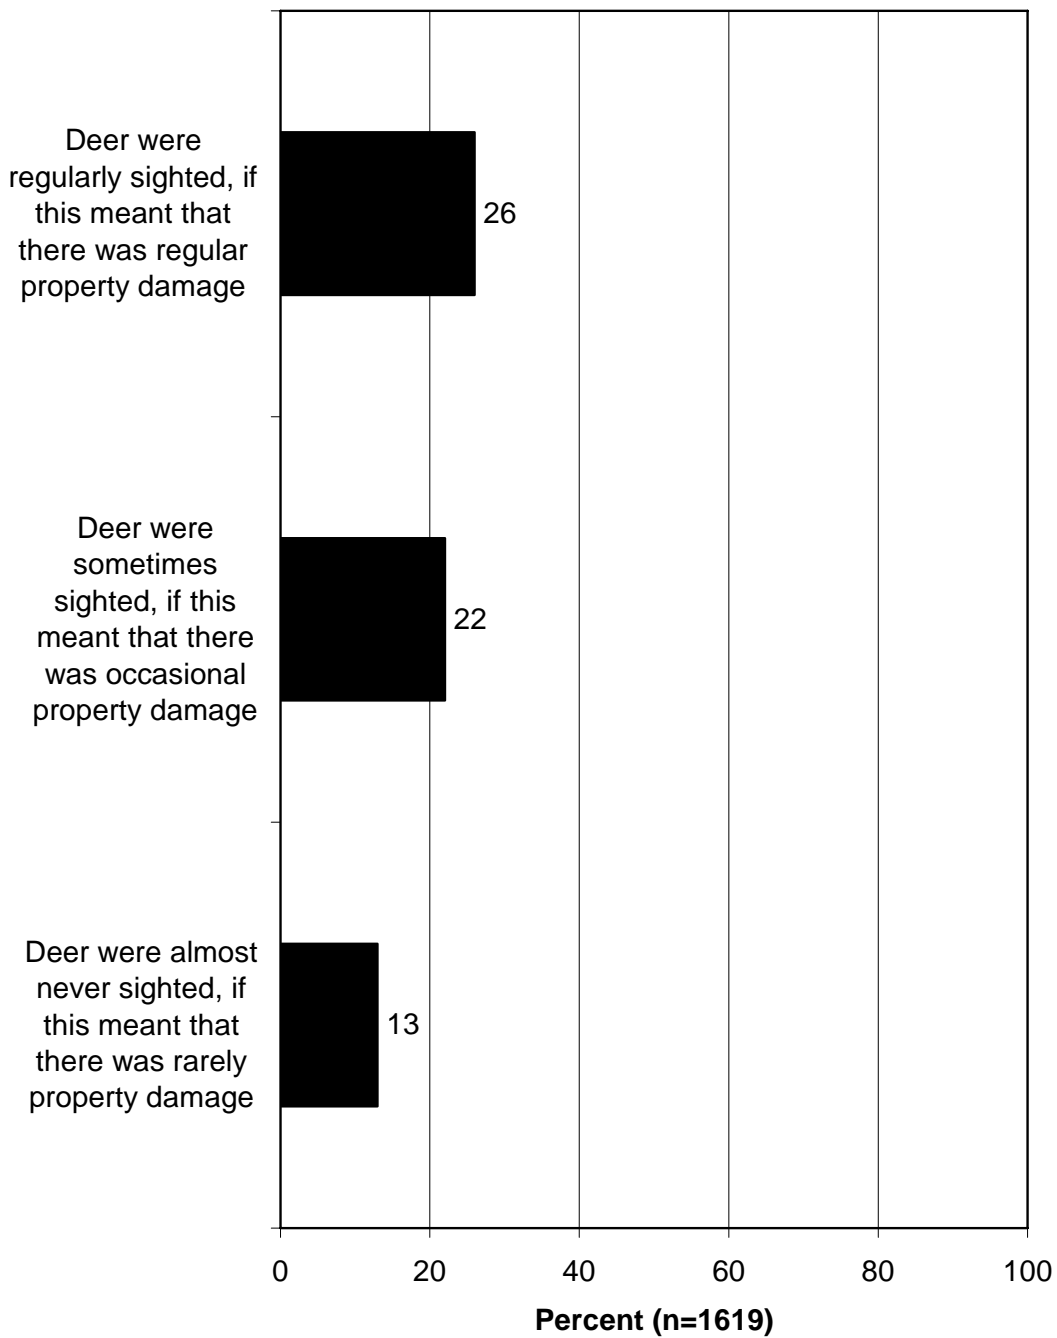 Deer were
regularly sighted, if
this meant that
there was regular
property damage
26
Deer were
sometimes
sighted, if this
meant that there
was occasional
property damage
22
Deer were almost
never sighted, if
this meant that
there was rarely
property damage
13
0 20 40 60 80 100
Percent (n=1619)